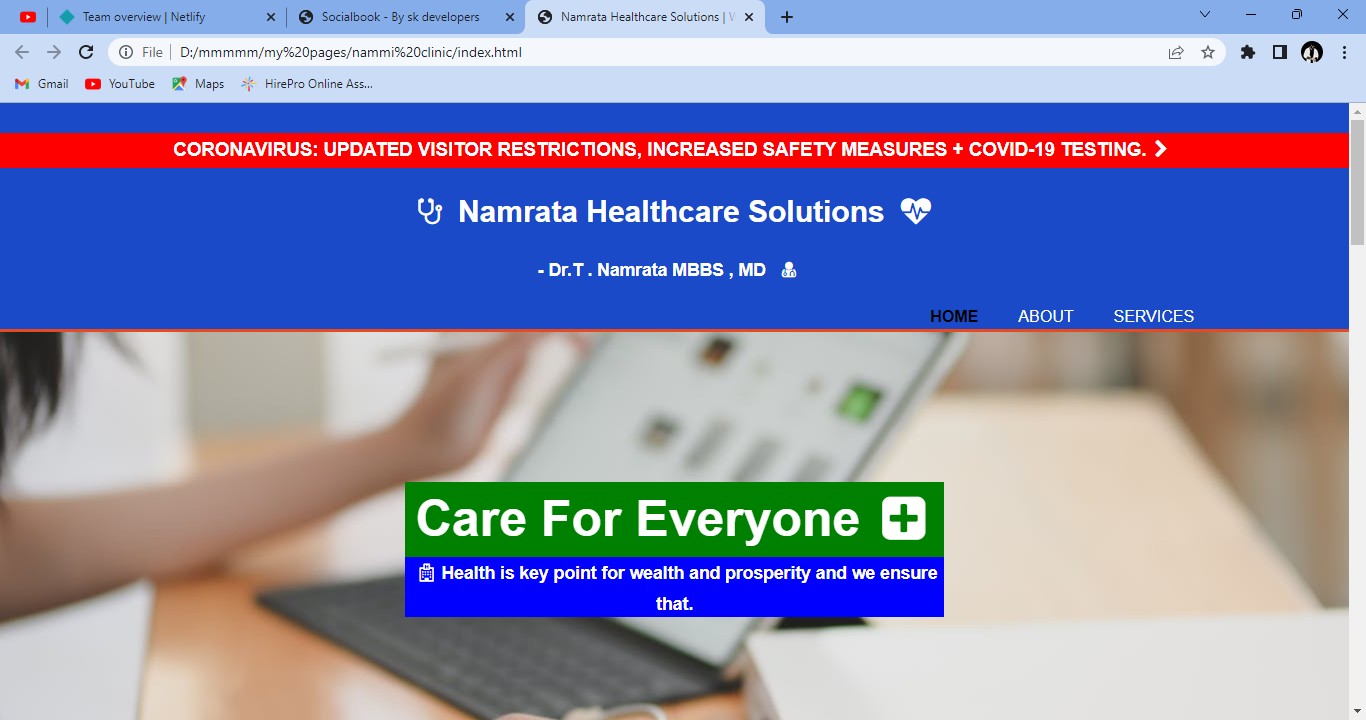 Team overview | Netlify
Socialbook - By sk developers
Namrata Healthcare Solutions |
File
D:/mmmmm/my%20pages/nammi%20clinic/index.html
Gmail
YouTube
Maps
HirePro Online Ass...
CORONAVIRUS: UPDATED VISITOR RESTRICTIONS, INCREASED SAFETY MEASURES + COVID-19 TESTING.
Namrata Healthcare Solutions
- Dr.T . Namrata MBBS , MD
HOME
ABOUT
SERVICES
Care For Everyone
Health is key point for wealth and prosperity and we ensure
that.